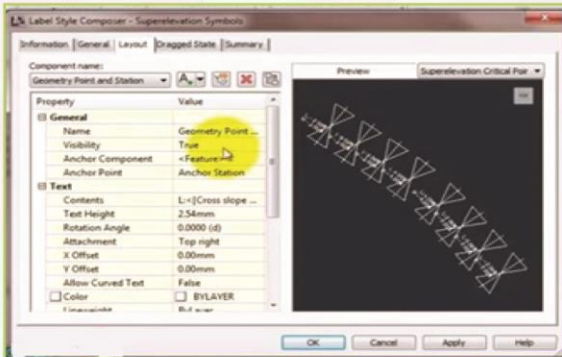 Label Style Composer - Superelevation Symbols
Information General Layout Dragged State Summary
Component name:
Geometry Point and Station
Preview
Superelevation Critical Poir
Property Value
General
Name Geometry Point ...
Visibility True
Anchor Component <Feature>
Anchor Point Anchor Station
Text
Contents L:<[Cross slope ...
Text Height 2.54mm
Rotation Angle 0.0000 (d)
Attachment Top right
X Offset 0.00mm
Y Offset 0.00mm
Allow Curved Text False
Color BYLAYER
Lineweight ByLayer
OK Cancel Apply Help